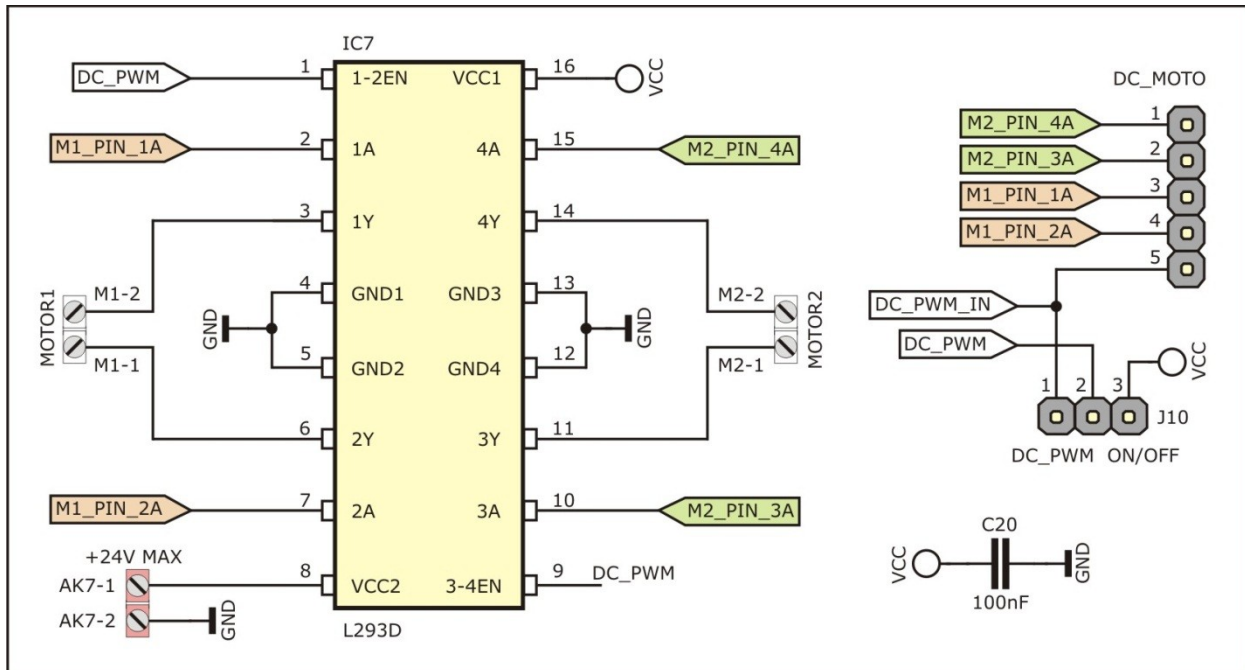 IC7
DC_PWM 1 1-2EN VCC1 16 VCC
M1_PIN_1A 2 1A 4A 15 M2_PIN_4A
3 1Y 4Y 14
4 GND1 GND3 13
GND GND
MOTOR1 M1-2 M2-2 MOTOR2
M1-1 M2-1
5 GND2 GND4 12
6 2Y 3Y 11
M1_PIN_2A 7 2A 3A 10 M2_PIN_3A
+24V MAX
AK7-1 8 VCC2 3-4EN 9 DC_PWM
AK7-2 GND
L293D
DC_MOTO
M2_PIN_4A 1
M2_PIN_3A 2
M1_PIN_1A 3
M1_PIN_2A 4
5
DC_PWM_IN
DC_PWM
VCC
1 2 3
J10
DC_PWM ON/OFF
C20
VCC GND
100nF